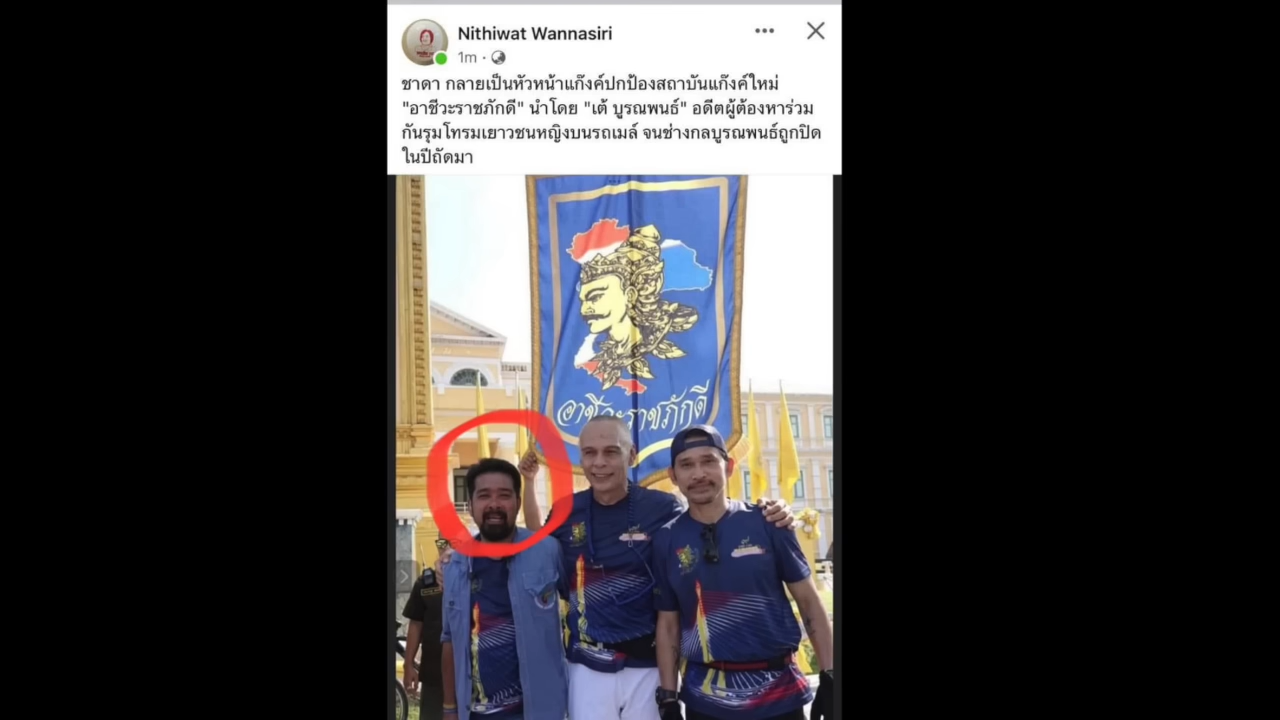 Nithiwat Wannasiri
1m
ชาดา กลายเป็นหัวหน้าแก๊งค์ปกป้องสถาบันแก๊งค์ใหม่
"อาชีวะราชภักดี" นำโดย "เต้ บูรณพนธ์" อดีตผู้ต้องหาร่วม
กันรุมโทรมเยาวชนหญิงบนรถเมล์ จนช่างกลบูรณพนธ์ถูกปิด
ในปีถัดมา
อาชีวะราชภักดี